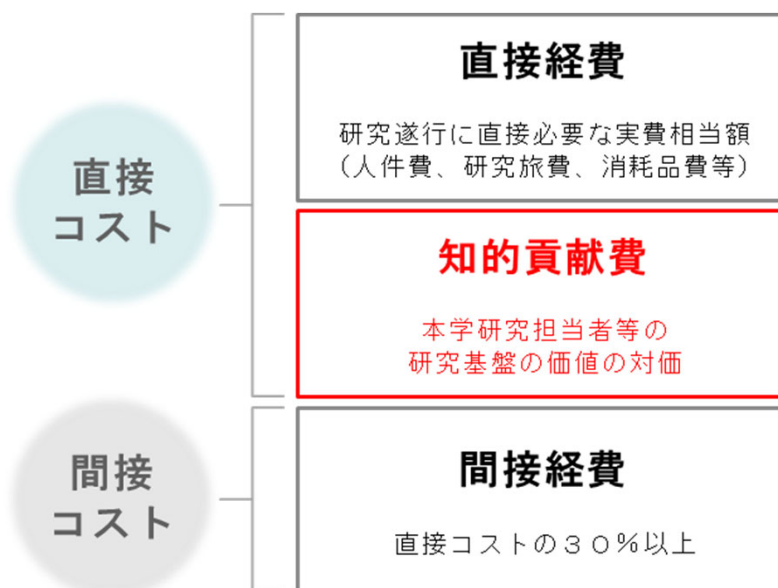 直接
コスト
直接経費
研究遂行に直接必要な実費相当額
（人件費、研究旅費、消耗品費等）
知的貢献費
本学研究担当者等の
研究基盤の価値の対価
間接
コスト
間接経費
直接コストの３０％以上